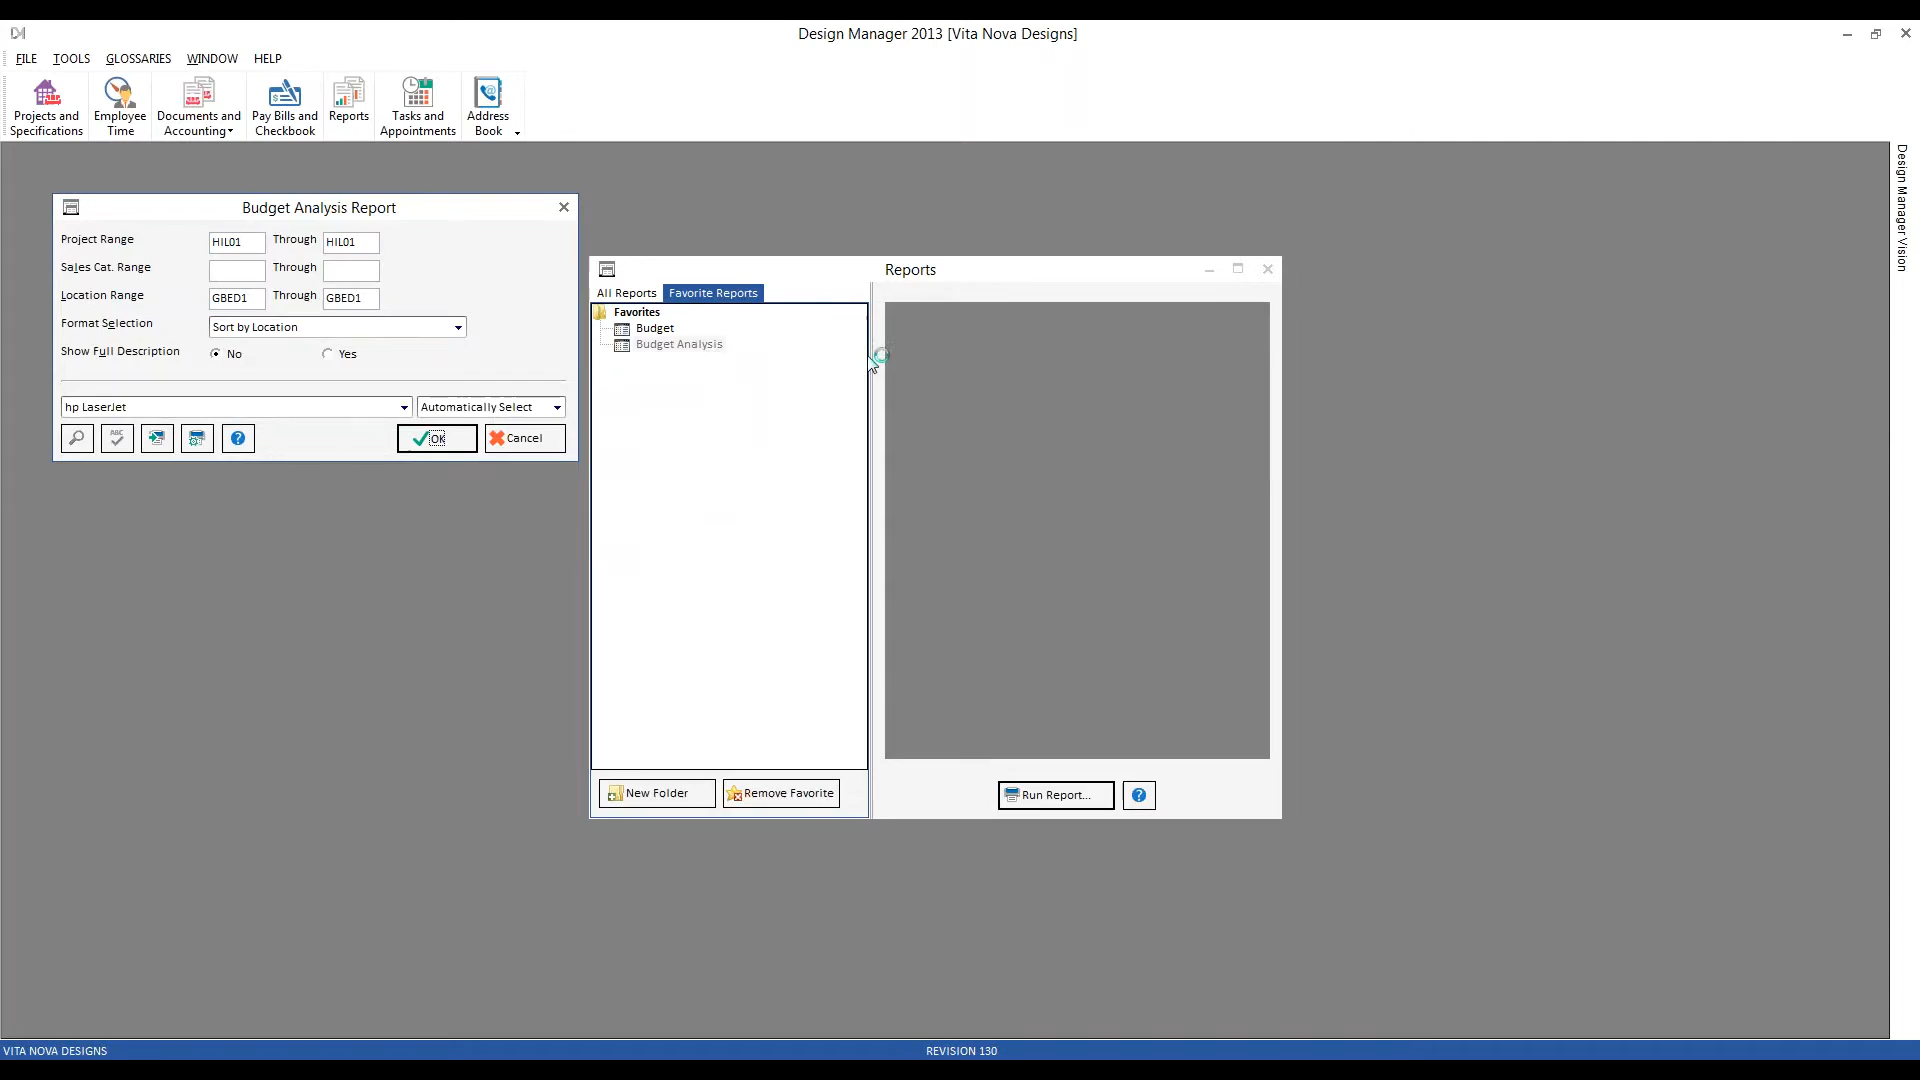 Design Manager 2013 [Vita Nova Designs]
FILE TOOLS GLOSSARIES WINDOW HELP
Projects and
Specifications
Employee
Time
Documents and
Accounting
Pay Bills and
Checkbook
Reports
Tasks and
Appointments
Address
Book
Design Manager Vision
Budget Analysis Report
Project Range HIL01 Through HIL01
Sales Cat. Range Through
Location Range GBED1 Through GBED1
Format Selection Sort by Location
Show Full Description No Yes
hp LaserJet Automatically Select
ABC ? OK Cancel
Reports
All Reports Favorite Reports
Favorites
Budget
Budget Analysis
New Folder Remove Favorite
Run Report... ?
VITA NOVA DESIGNS REVISION 130